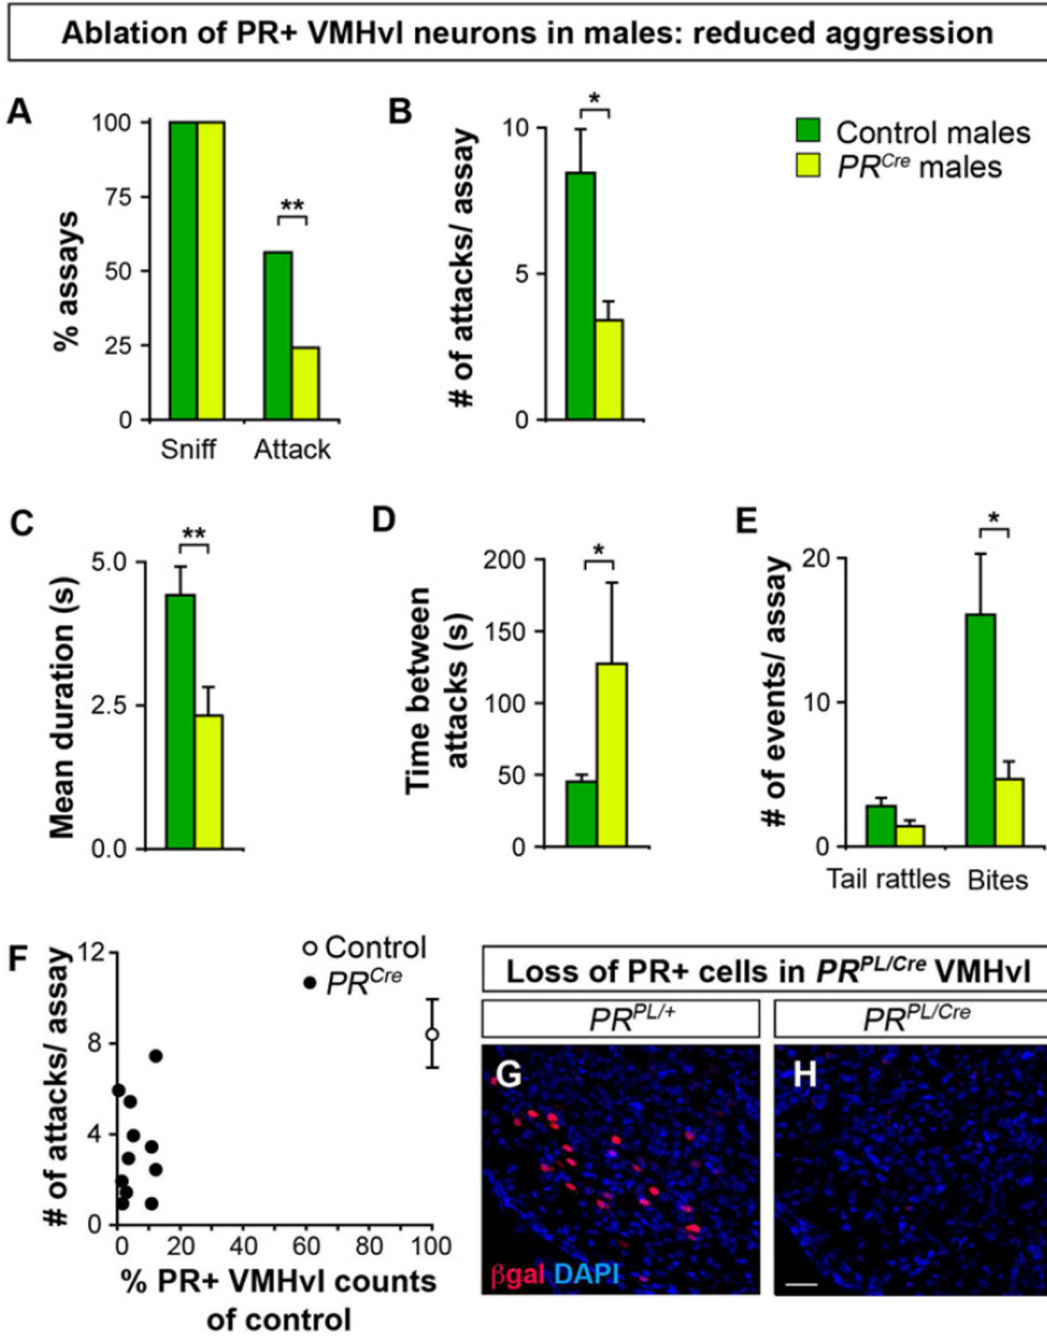 Ablation of PR+ VMHvl neurons in males: reduced aggression
A
% assays
100
75
50
25
0
**
Sniff
Attack
B
# of attacks/ assay
10
5
0
*
Control males
PRCre males
C
Mean duration (s)
5.0
2.5
0.0
**
D
Time between
attacks (s)
200
150
100
50
0
*
E
# of events/ assay
20
10
0
*
Tail rattles
Bites
F
# of attacks/ assay
12
8
4
0
Control
PRCre
0 20 40 60 80 100
% PR+ VMHvl counts
of control
Loss of PR+ cells in PRPL/Cre VMHvl
PRPL/+
PRPL/Cre
G
βgal DAPI
H